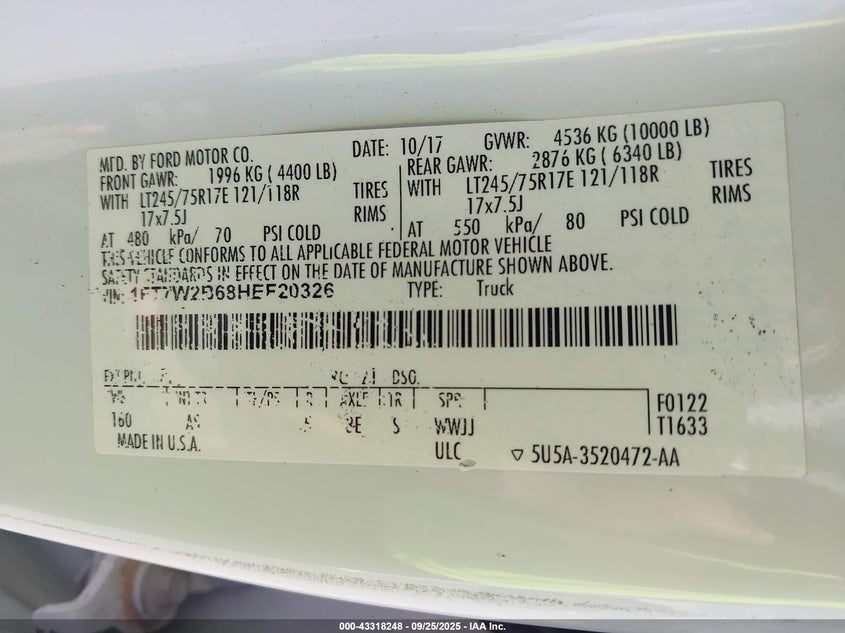 MFD. BY FORD MOTOR CO. DATE: 10/17 GVWR: 4536 KG (10000 LB)
FRONT GAWR: 1996 KG ( 4400 LB) REAR GAWR: 2876 KG ( 6340 LB)
WITH LT245/75R17E 121/118R TIRES WITH LT245/75R17E 121/118R TIRES
17x7.5J RIMS 17x7.5J RIMS
AT 480 kPa/ 70 PSI COLD AT 550 kPa/ 80 PSI COLD
THIS VEHICLE CONFORMS TO ALL APPLICABLE FEDERAL MOTOR VEHICLE
SAFETY STANDARDS IN EFFECT ON THE DATE OF MANUFACTURE SHOWN ABOVE.
VIN: 1FT7W2B68HEF20326 TYPE: Truck
DSO.
WB AXLE SPR F0122
160 WWJJ T1633
MADE IN U.S.A. ULC ▽ 5U5A-3520472-AA
000-43318248 - 09/25/2025 - IAA Inc.